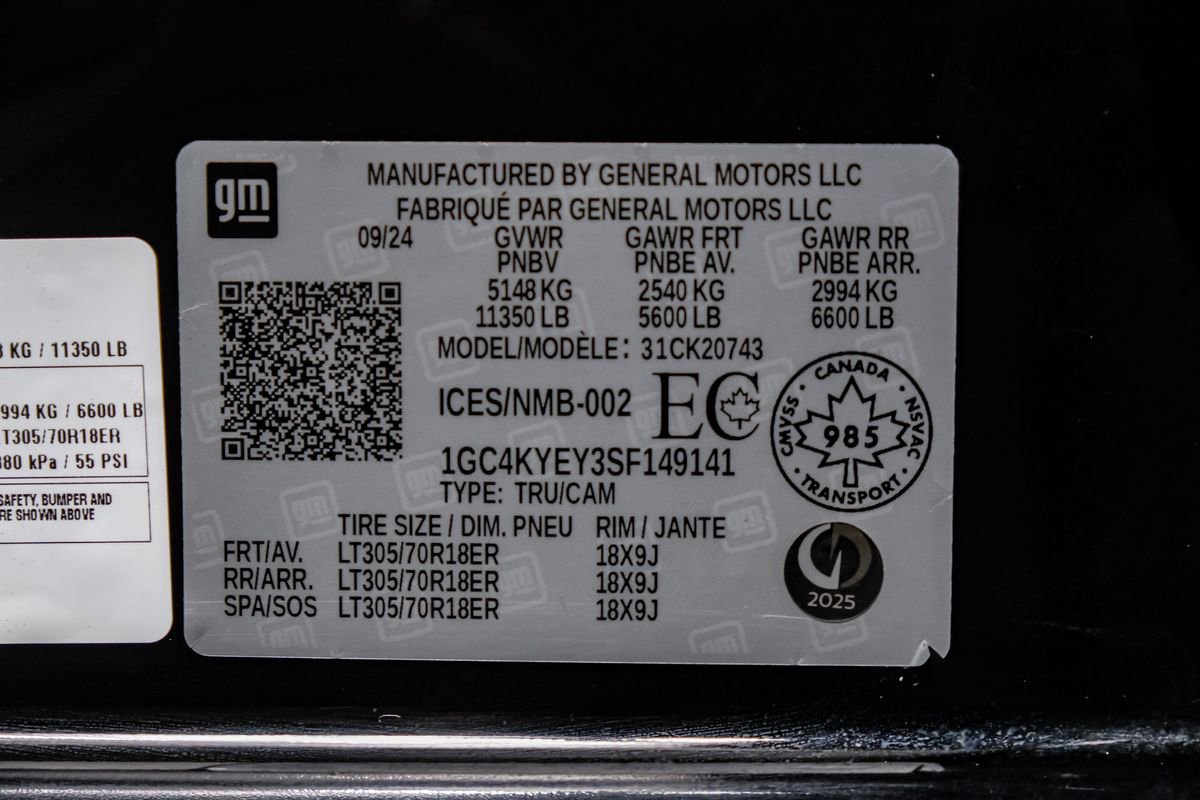 gm
MANUFACTURED BY GENERAL MOTORS LLC
FABRIQUÉ PAR GENERAL MOTORS LLC
09/24 GVWR GAWR FRT GAWR RR
PNBV PNBE AV. PNBE ARR.
5148 KG 2540 KG 2994 KG
11350 LB 5600 LB 6600 LB
MODEL/MODÈLE: 31CK20743
ICES/NMB-002 EC
CANADA
CMVSS 985 NSVAC
TRANSPORT
1GC4KYEY3SF149141
TYPE: TRU/CAM
TIRE SIZE / DIM. PNEU RIM / JANTE
FRT/AV. LT305/70R18ER 18X9J
RR/ARR. LT305/70R18ER 18X9J
SPA/SOS LT305/70R18ER 18X9J
2025
KG / 11350 LB
994 KG / 6600 LB
LT305/70R18ER
380 kPa / 55 PSI
SAFETY, BUMPER AND
RE SHOWN ABOVE